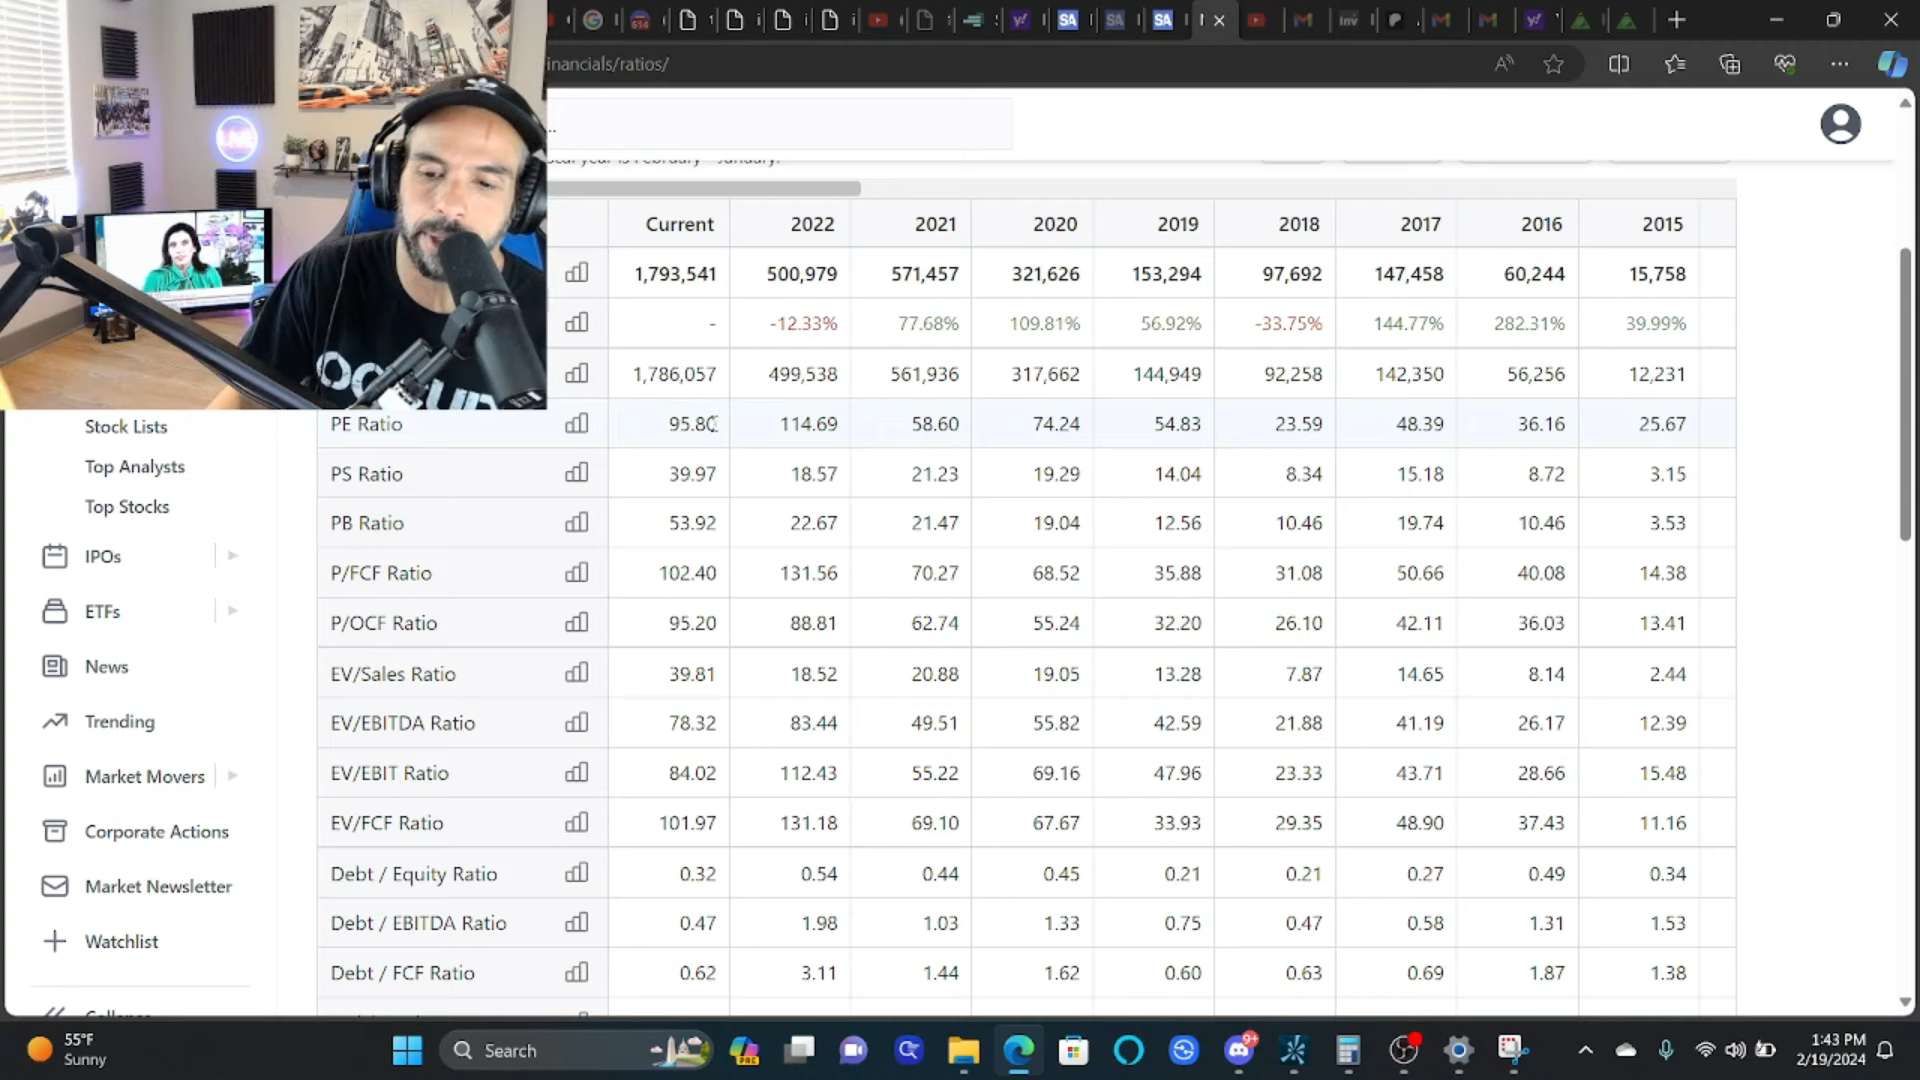 SA
SA
SA
inv
inancials/ratios/
LIVE
Current 2022 2021 2020 2019 2018 2017 2016 2015
1,793,541 500,979 571,457 321,626 153,294 97,692 147,458 60,244 15,758
- -12.33% 77.68% 109.81% 56.92% -33.75% 144.77% 282.31% 39.99%
1,786,057 499,538 561,936 317,662 144,949 92,258 142,350 56,256 12,231
PE Ratio 95.80 114.69 58.60 74.24 54.83 23.59 48.39 36.16 25.67
PS Ratio 39.97 18.57 21.23 19.29 14.04 8.34 15.18 8.72 3.15
PB Ratio 53.92 22.67 21.47 19.04 12.56 10.46 19.74 10.46 3.53
P/FCF Ratio 102.40 131.56 70.27 68.52 35.88 31.08 50.66 40.08 14.38
P/OCF Ratio 95.20 88.81 62.74 55.24 32.20 26.10 42.11 36.03 13.41
EV/Sales Ratio 39.81 18.52 20.88 19.05 13.28 7.87 14.65 8.14 2.44
EV/EBITDA Ratio 78.32 83.44 49.51 55.82 42.59 21.88 41.19 26.17 12.39
EV/EBIT Ratio 84.02 112.43 55.22 69.16 47.96 23.33 43.71 28.66 15.48
EV/FCF Ratio 101.97 131.18 69.10 67.67 33.93 29.35 48.90 37.43 11.16
Debt / Equity Ratio 0.32 0.54 0.44 0.45 0.21 0.21 0.27 0.49 0.34
Debt / EBITDA Ratio 0.47 1.98 1.03 1.33 0.75 0.47 0.58 1.31 1.53
Debt / FCF Ratio 0.62 3.11 1.44 1.62 0.60 0.63 0.69 1.87 1.38
Stock Lists
Top Analysts
Top Stocks
IPOs
ETFs
News
Trending
Market Movers
Corporate Actions
Market Newsletter
Watchlist
55°F
Sunny
Search
PRE
9+
1:43 PM
2/19/2024